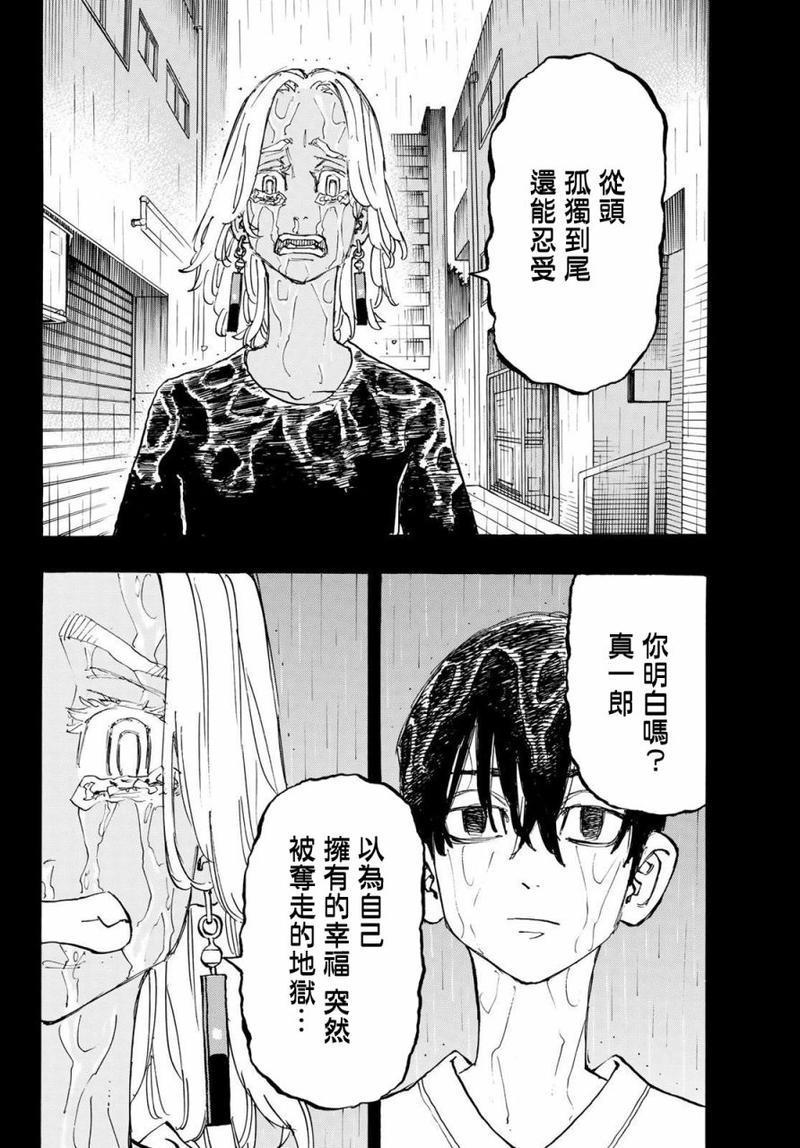 從頭
孤獨到尾
還能忍受
你明白嗎？
真一郎
以為自己
擁有的幸福 突然
被奪走的地獄…